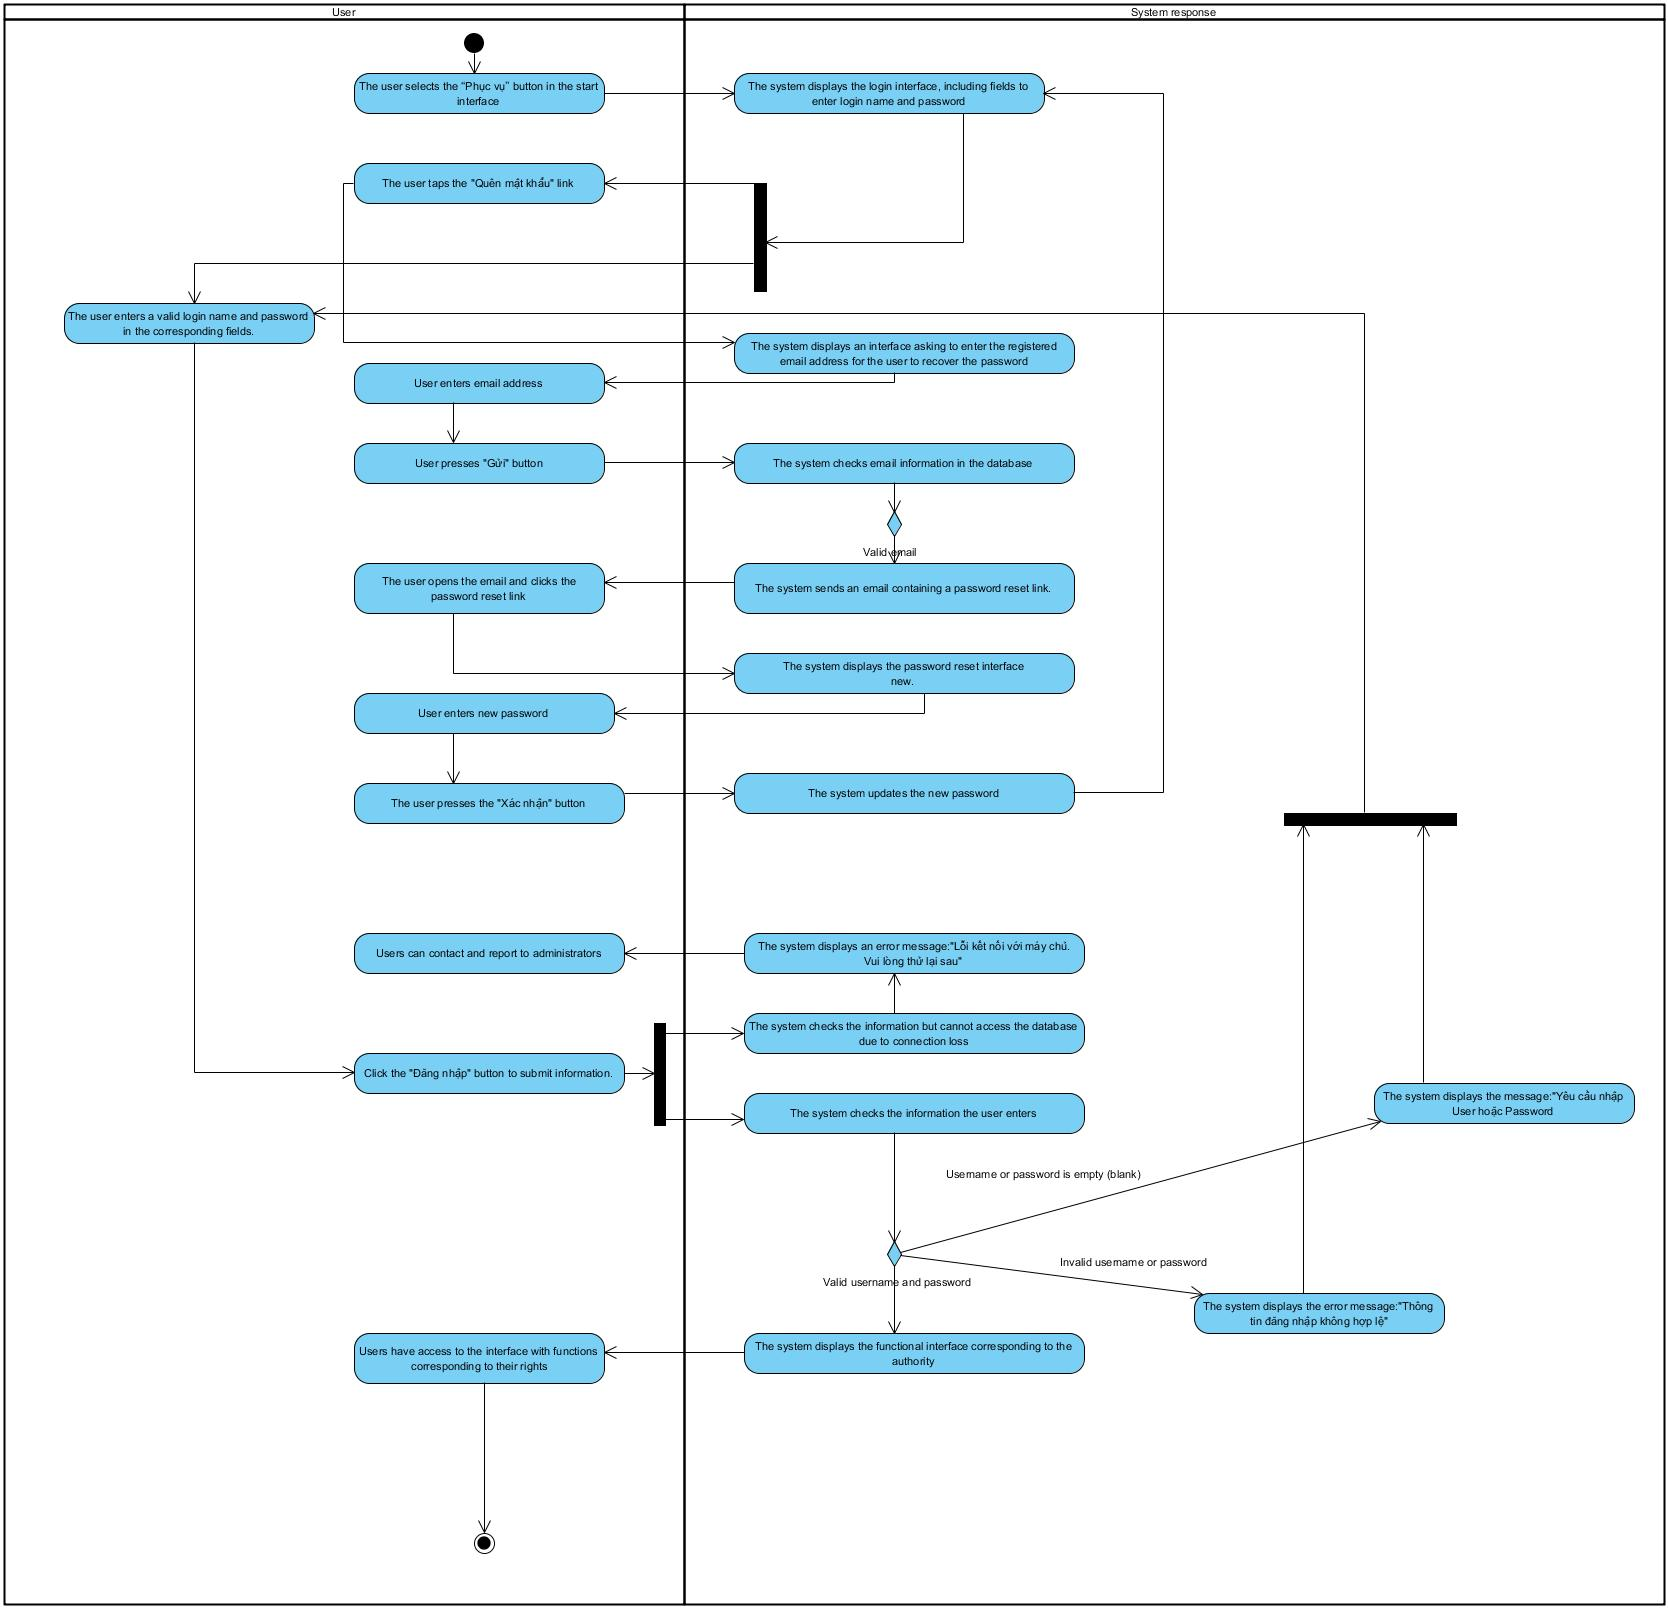 User
System response
The user selects the "Phục vụ" button in the start
interface
The system displays the login interface, including fields to
enter login name and password
The user taps the "Quên mật khẩu" link
The user enters a valid login name and password
in the corresponding fields.
The system displays an interface asking to enter the registered
email address for the user to recover the password
User enters email address
User presses "Gửi" button
The system checks email information in the database
Valid email
The user opens the email and clicks the
password reset link
The system sends an email containing a password reset link.
The system displays the password reset interface
new.
User enters new password
The user presses the "Xác nhận" button
The system updates the new password
Users can contact and report to administrators
The system displays an error message:"Lỗi kết nối với máy chủ.
Vui lòng thử lại sau"
The system checks the information but cannot access the database
due to connection loss
Click the "Đăng nhập" button to submit information.
The system checks the information the user enters
The system displays the message:"Yêu cầu nhập
User hoặc Password
Username or password is empty (blank)
Invalid username or password
Valid username and password
The system displays the error message:"Thông
tin đăng nhập không hợp lệ"
Users have access to the interface with functions
corresponding to their rights
The system displays the functional interface corresponding to the
authority